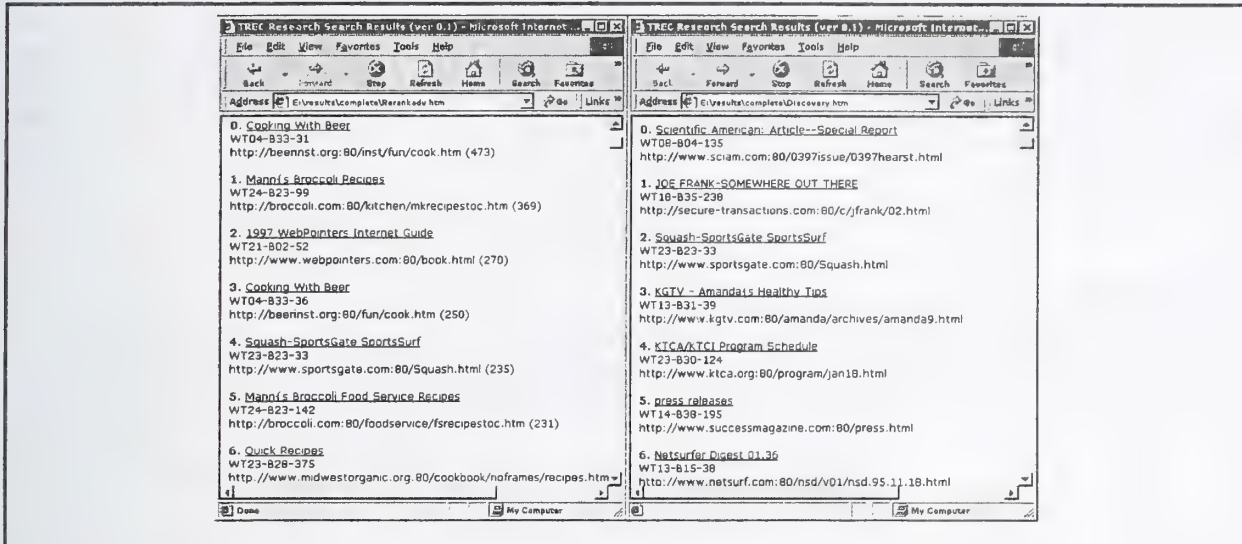 TREC Research Search Results (ver 0.1) - Microsoft Internet...
File Edit View Favorites Tools Help
Back Forward Stop Refresh Home Search Favorites
Address E:\results\complete\Rerankadv htm Go Links
0. Cooking With Beer
WT04-B33-31
http://beerinst.org:80/inst/fun/cook.htm (473)
1. Mann's Broccoli Recipes
WT24-B23-99
http://broccoli.com:80/kitchen/mkrecipestoc.htm (369)
2. 1997 WebPointers Internet Guide
WT21-B02-52
http://www.webpointers.com:80/book.html (270)
3. Cooking With Beer
WT04-B33-36
http://beerinst.org:80/fun/cook.htm (250)
4. Squash-SportsGate SportsSurf
WT23-B23-33
http://www.sportsgate.com:80/Squash.html (235)
5. Mann's Broccoli Food Service Recipes
WT24-B23-142
http://broccoli.com:80/foodservice/fsrecipestoc.htm (231)
6. Quick Recipes
WT23-B28-375
http://www.midwestorganic.org.80/cookbook/noframes/recipes.htm
Done My Computer
TREC Research Search Results (ver 0.1) - Microsoft Internet...
File Edit View Favorites Tools Help
Back Forward Stop Refresh Home Search Favorites
Address E:\results\complete\Discovery htm Go Links
0. Scientific American: Article--Special Report
WT08-B04-135
http://www.sciam.com:80/0397issue/0397hearst.html
1. JOE FRANK-SOMEWHERE OUT THERE
WT18-B35-238
http://secure-transactions.com:80/c/jfrank/02.html
2. Squash-SportsGate SportsSurf
WT23-B23-33
http://www.sportsgate.com:80/Squash.html
3. KGTV - Amanda's Healthy Tips
WT13-B31-39
http://www.kgtv.com:80/amanda/archives/amanda9.html
4. KTCA/KTCI Program Schedule
WT23-B30-124
http://www.ktca.org:80/program/jan18.html
5. press releases
WT14-B38-195
http://www.successmagazine.com:80/press.html
6. Netsurfer Digest 01.36
WT13-B15-38
http://www.netsurf.com:80/nsd/v01/nsd.95.11.18.html
My Computer